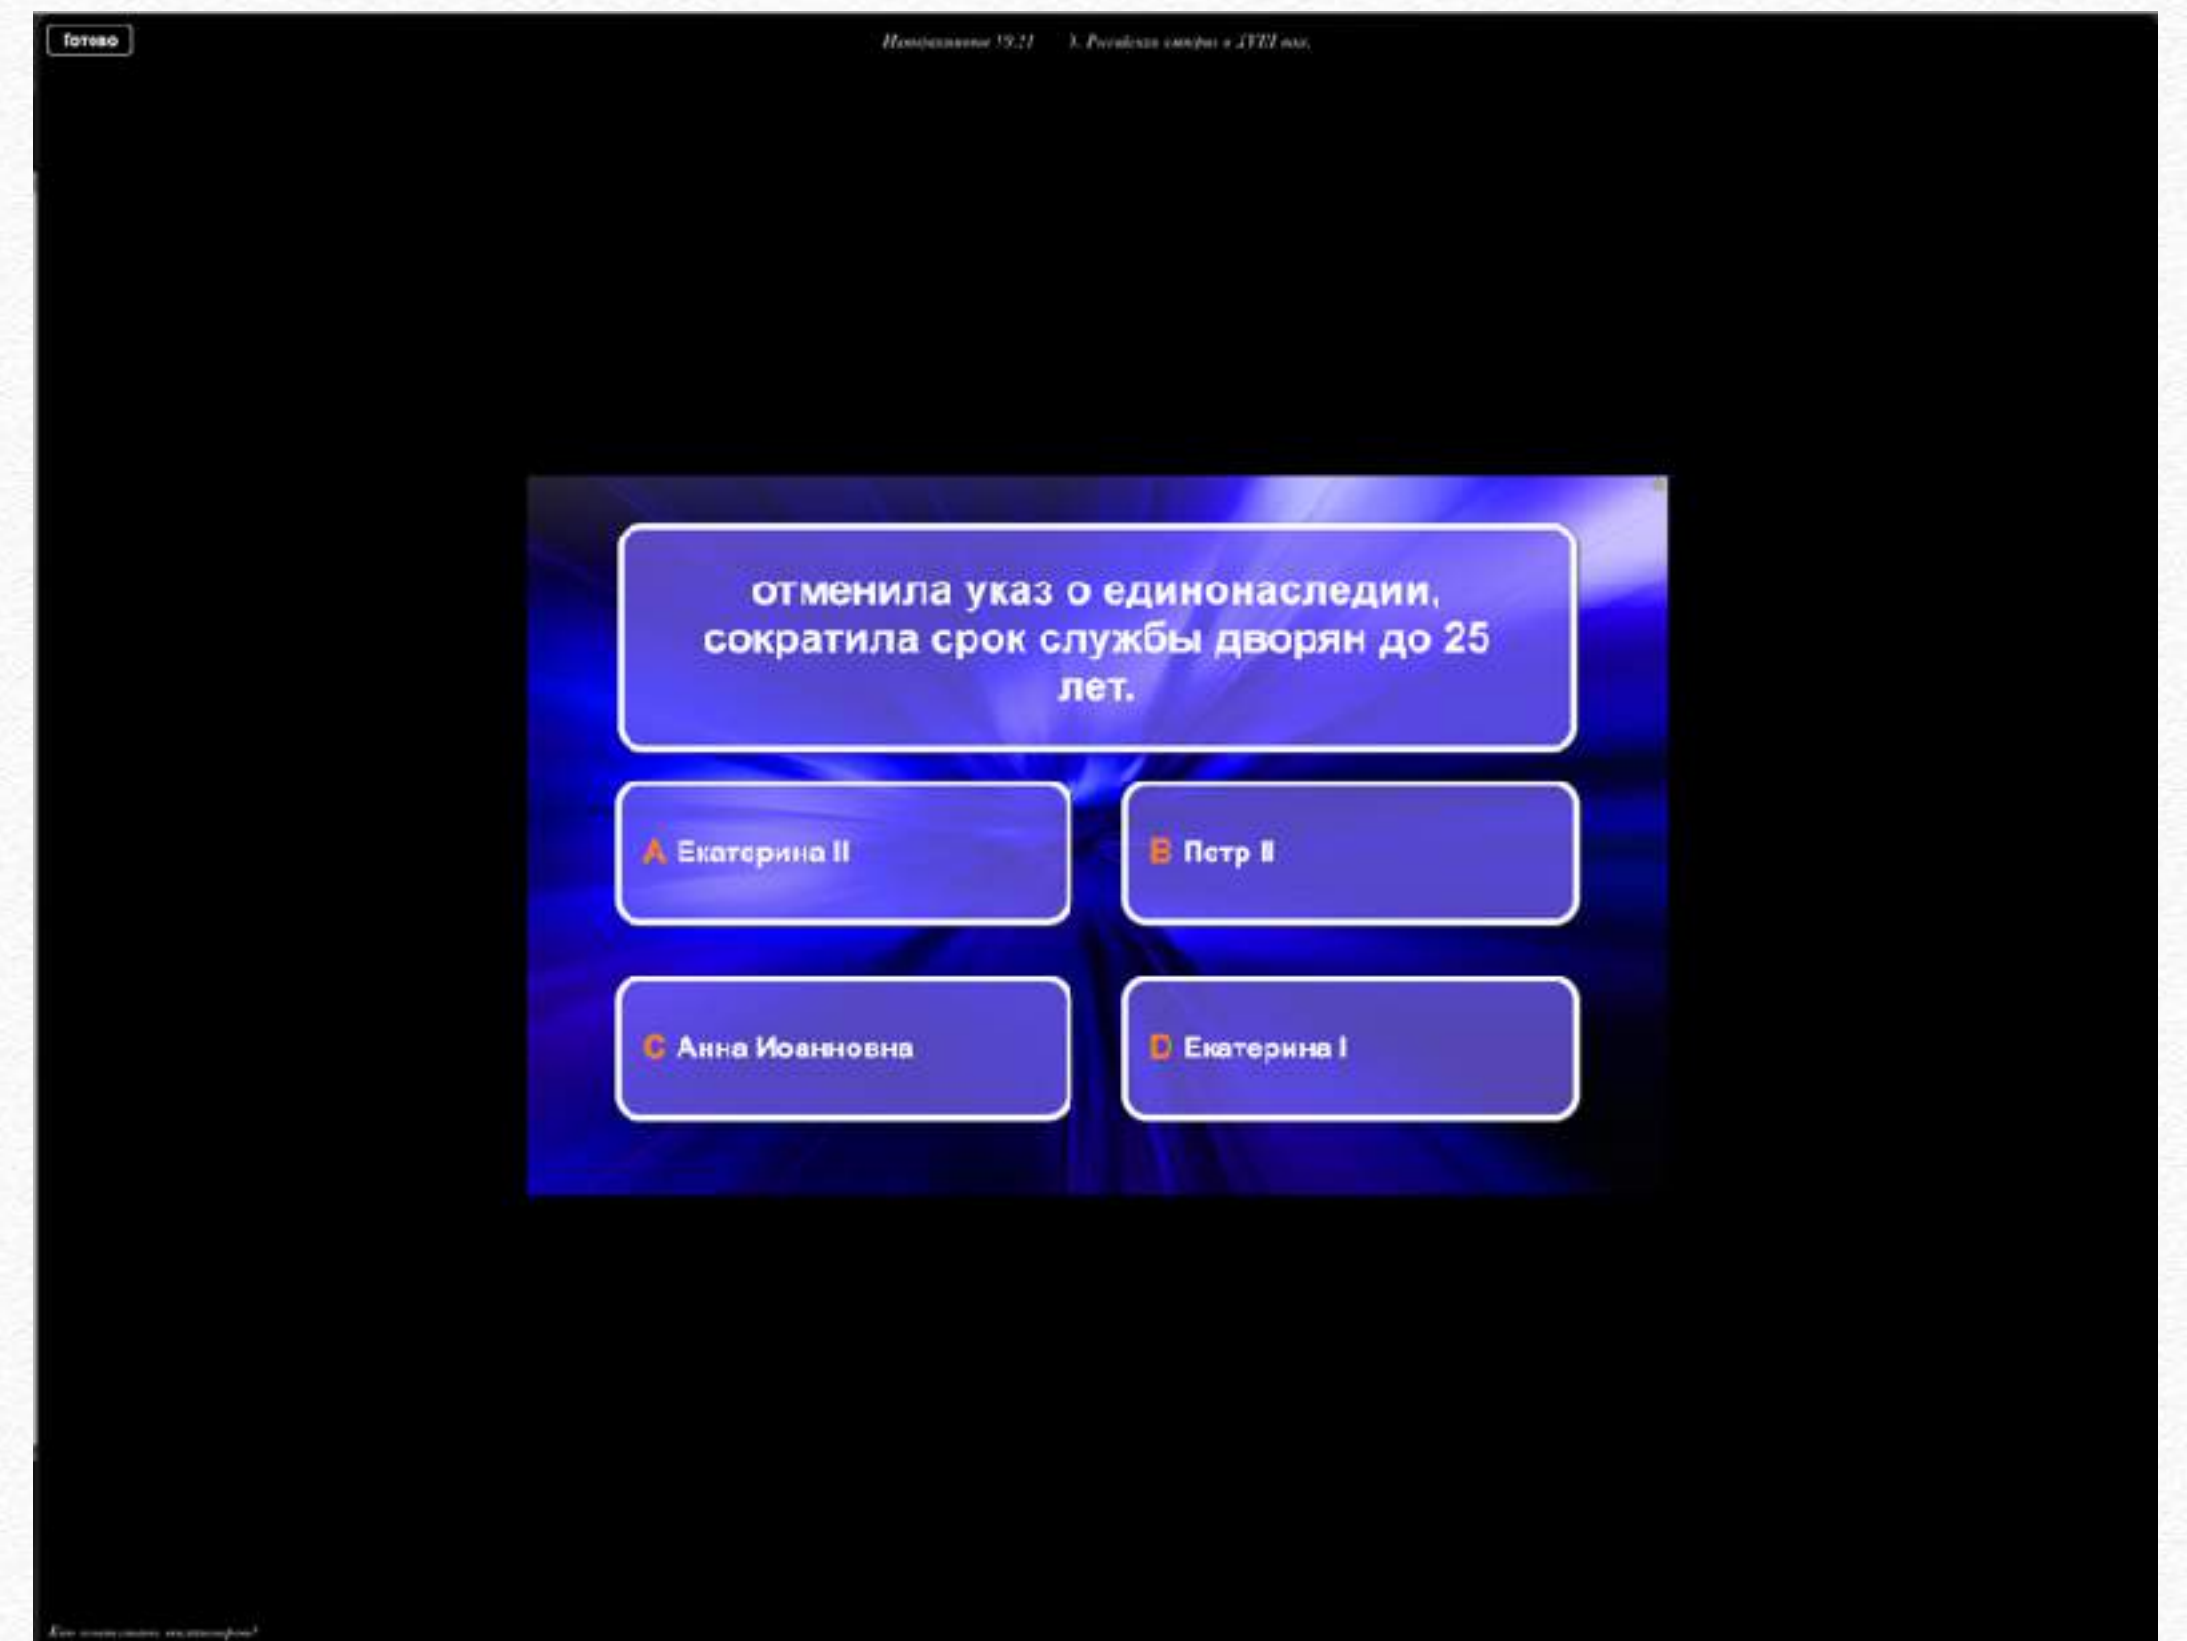 Готово
отменила указ о единонаследии,
сократила срок службы дворян до 25
лет.
A Екатерина II
B Петр II
C Анна Иоанновна
D Екатерина I